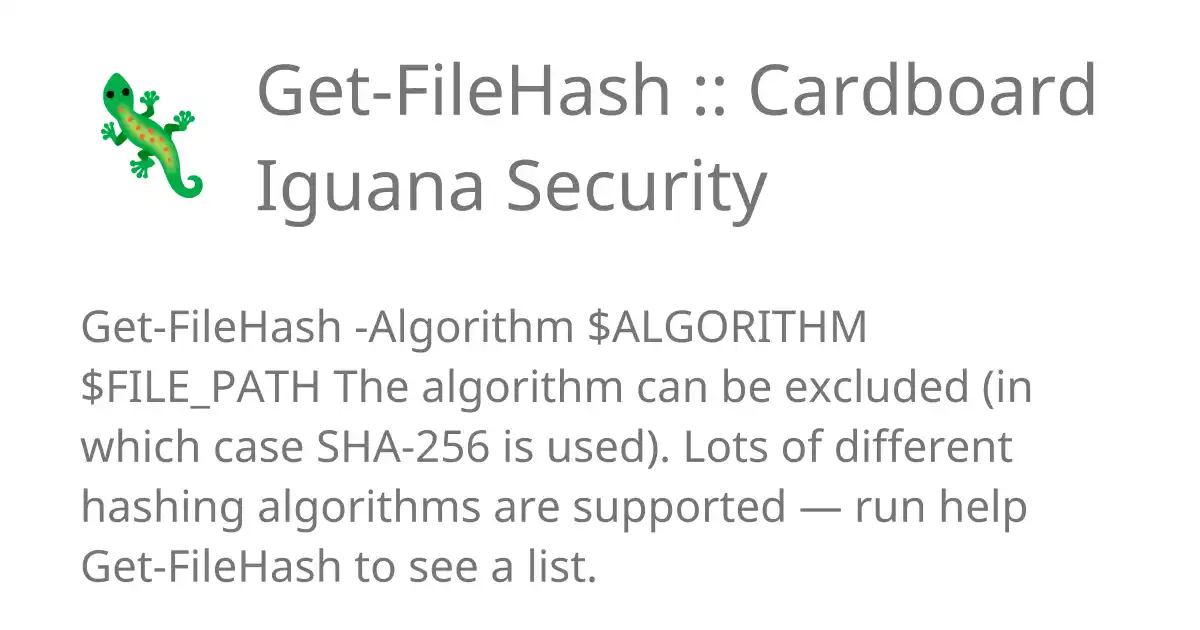 Get-FileHash :: Cardboard
Iguana Security
Get-FileHash -Algorithm $ALGORITHM
$FILE_PATH The algorithm can be excluded (in
which case SHA-256 is used). Lots of different
hashing algorithms are supported — run help
Get-FileHash to see a list.